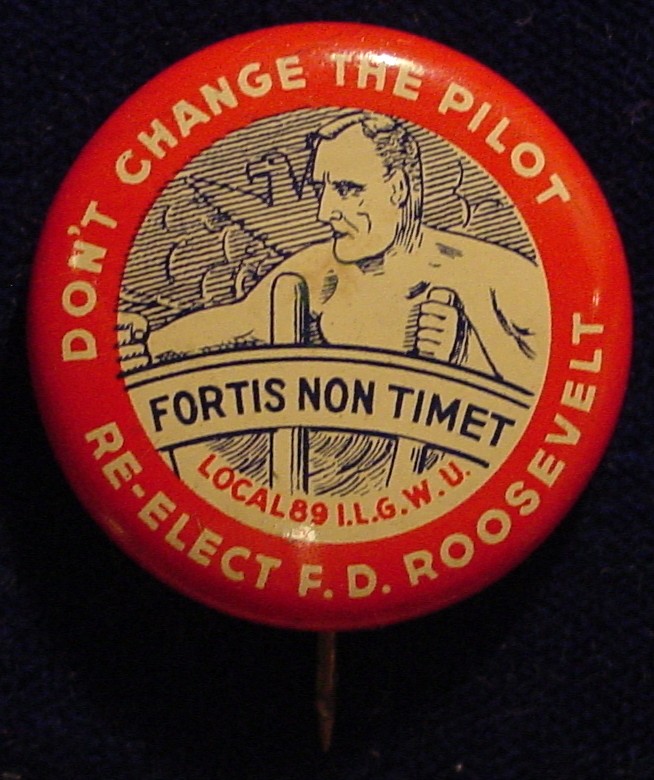 DON'T CHANGE THE PILOT
FORTIS NON TIMET
LOCAL 89 I.L.G.W.U.
RE-ELECT F.D. ROOSEVELT